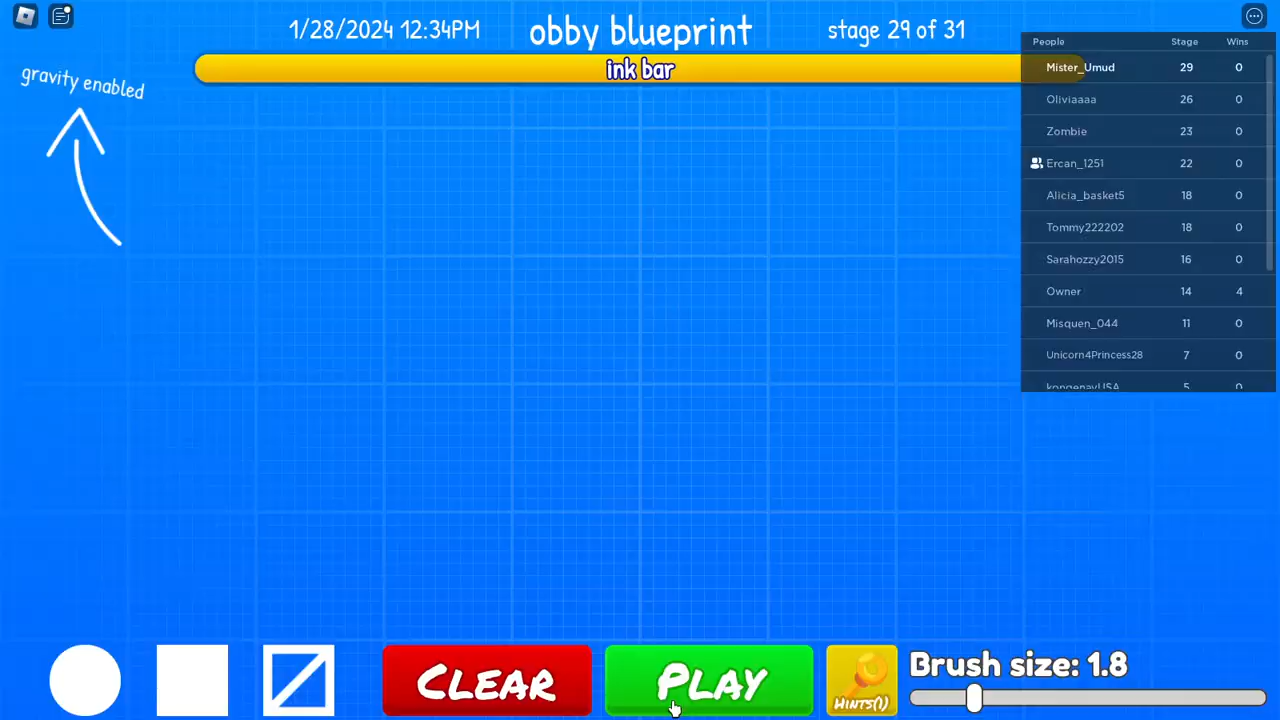 1/28/2024 12:34PM
obby blueprint
stage 29 of 31
ink bar
gravity enabled
People Stage Wins
Mister_Umud 29 0
Oliviaaaa 26 0
Zombie 23 0
Ercan_1251 22 0
Alicia_basket5 18 0
Tommy222202 18 0
Sarahozzy2015 16 0
Owner 14 4
Misquen_044 11 0
Unicorn4Princess28 7 0
5 0
CLEAR
PLAY
HINTS(1)
Brush size: 1.8